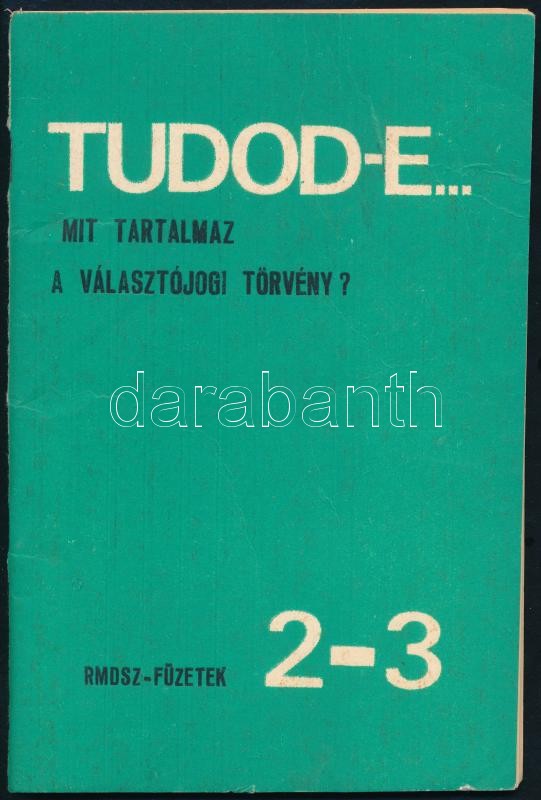 TUDOD-E...
MIT TARTALMAZ
A VÁLASZTÓJOGI TÖRVÉNY?
darabanth
RMDSZ-FÜZETEK 2-3